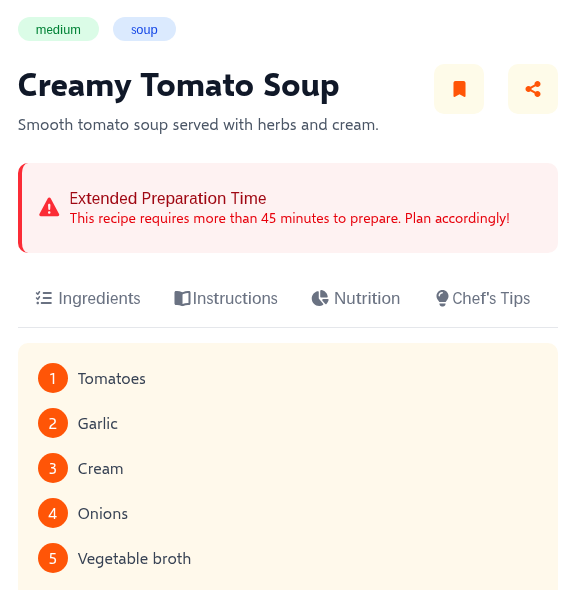 medium soup
Creamy Tomato Soup
Smooth tomato soup served with herbs and cream.
Extended Preparation Time
This recipe requires more than 45 minutes to prepare. Plan accordingly!
Ingredients Instructions Nutrition Chef's Tips
1 Tomatoes
2 Garlic
3 Cream
4 Onions
5 Vegetable broth